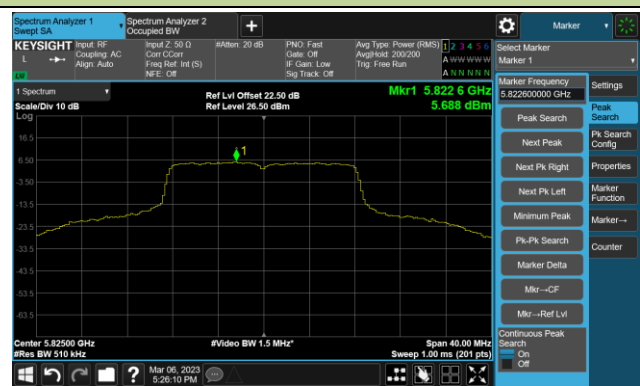 Spectrum Analyzer 1
Swept SA
Spectrum Analyzer 2
Occupied BW
+
Marker
KEYSIGHT
L
LW
Input: RF
Coupling: AC
Align: Auto
Input Z: 50 Ω
Corr CCorr
Freq Ref: Int (S)
NFE: Off
#Atten: 20 dB
PNO: Fast
Gate: Off
IF Gain: Low
Sig Track: Off
Avg Type: Power (RMS)
Avg|Hold: 200/200
Trig: Free Run
1 2 3 4 5 6
A W W W W W
A N N N N N
Select Marker
Marker 1
1 Spectrum
Scale/Div 10 dB
Log
Ref Lvl Offset 22.50 dB
Ref Level 26.50 dBm
Mkr1 5.822 6 GHz
5.688 dBm
1
16.5
6.50
-3.50
-13.5
-23.5
-33.5
-43.5
-53.5
-63.5
Center 5.82500 GHz
#Res BW 510 kHz
#Video BW 1.5 MHz*
Span 40.00 MHz
Sweep 1.00 ms (201 pts)
Marker Frequency
5.822600000 GHz
Peak Search
Next Peak
Next Pk Right
Next Pk Left
Minimum Peak
Pk-Pk Search
Marker Delta
Mkr→CF
Mkr→Ref Lvl
Continuous Peak
Search
On
Off
Settings
Peak
Search
Pk Search
Config
Properties
Marker
Function
Marker→
Counter
?
Mar 06, 2023
5:26:10 PM